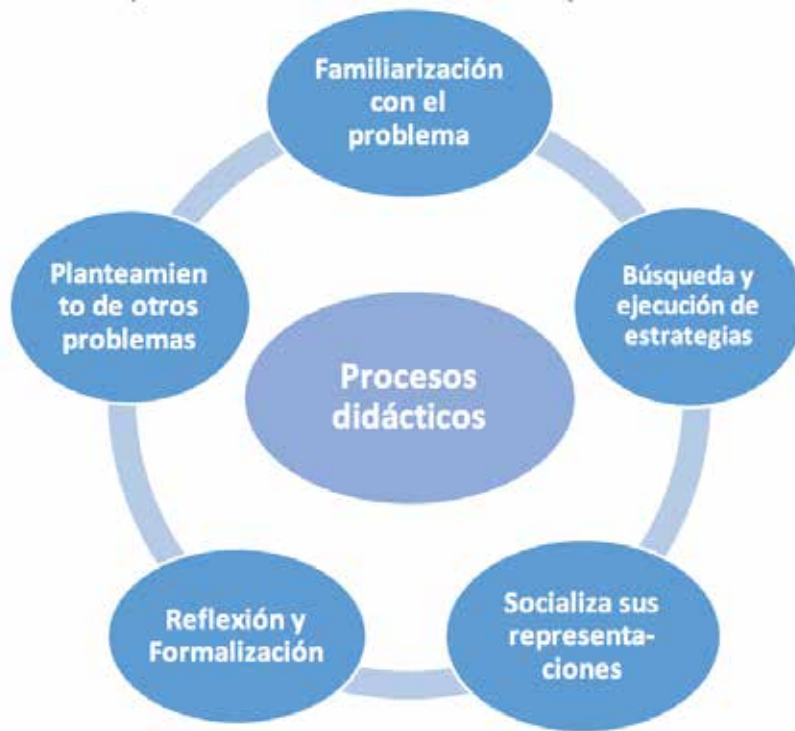 Familiarización
con el
problema
Búsqueda y
ejecución de
estrategias
Socializa sus
representa-
ciones
Reflexión y
Formalización
Planteamien
to de otros
problemas
Procesos
didácticos